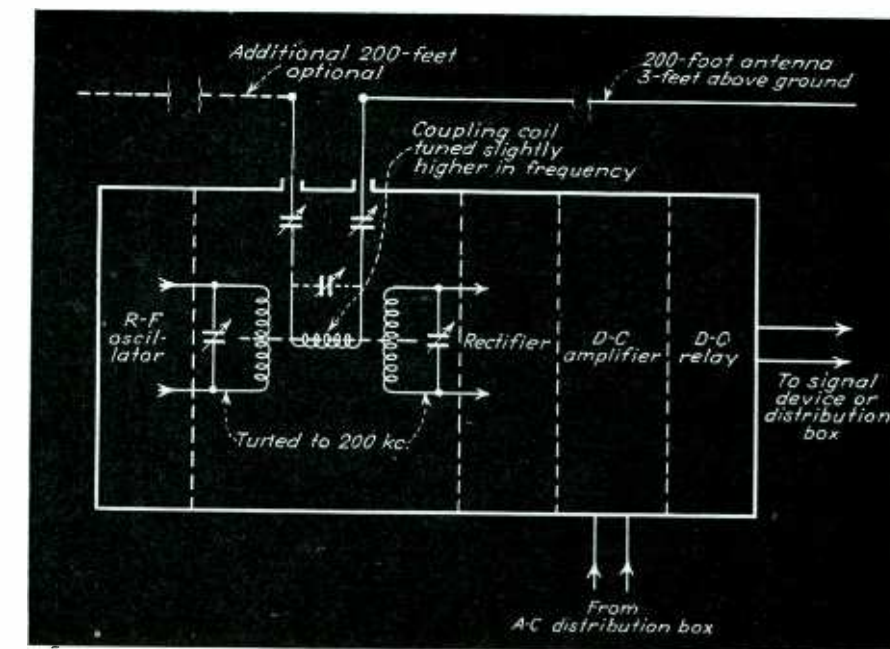 Additional 200-feet
optional
200-foot antenna
3-feet above ground
Coupling coil
tuned slightly
higher in frequency
R-F
oscil-
lator
Rectifier
D-C
amplifier
D-C
relay
Tuned to 200 kc.
To signal
device or
distribution
box
From
A-C distribution box